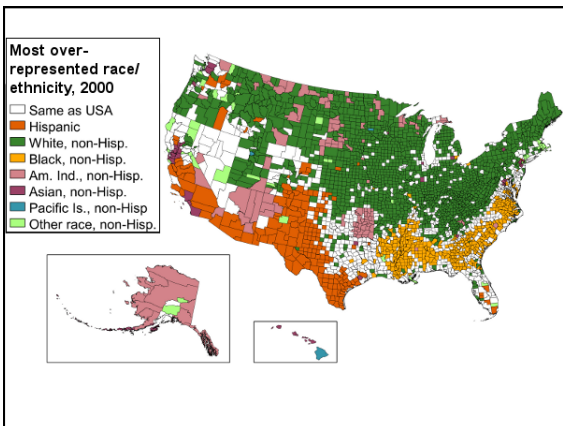 Most over-
represented race/
ethnicity, 2000
Same as USA
Hispanic
White, non-Hisp.
Black, non-Hisp.
Am. Ind., non-Hisp.
Asian, non-Hisp.
Pacific Is., non-Hisp
Other race, non-Hisp.